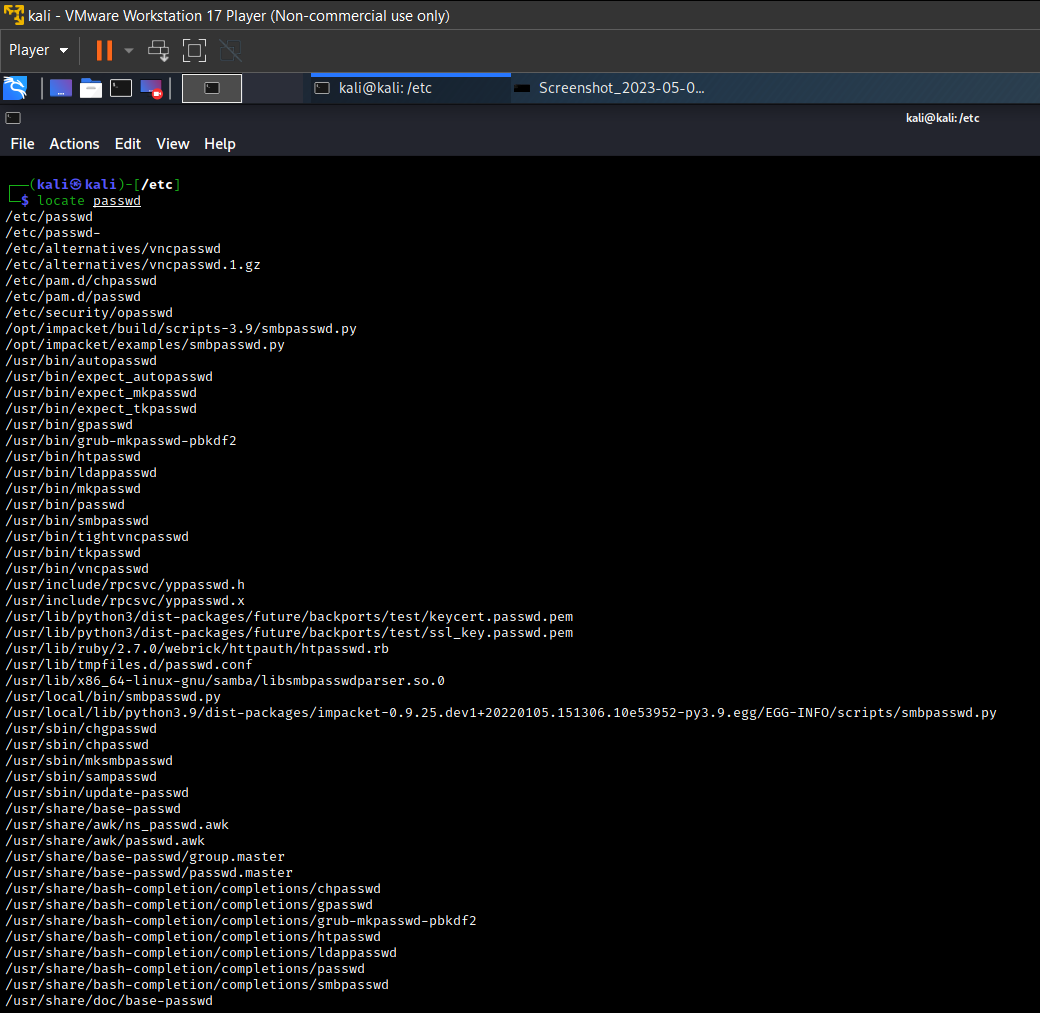 kali - VMware Workstation 17 Player (Non-commercial use only)
Player
kali@kali: /etc
Screenshot_2023-05-0...
kali@kali: /etc
File Actions Edit View Help
(kali㉿kali)-[/etc]
$ locate passwd
/etc/passwd
/etc/passwd-
/etc/alternatives/vncpasswd
/etc/alternatives/vncpasswd.1.gz
/etc/pam.d/chpasswd
/etc/pam.d/passwd
/etc/security/opasswd
/opt/impacket/build/scripts-3.9/smbpasswd.py
/opt/impacket/examples/smbpasswd.py
/usr/bin/autopasswd
/usr/bin/expect_autopasswd
/usr/bin/expect_mkpasswd
/usr/bin/expect_tkpasswd
/usr/bin/gpasswd
/usr/bin/grub-mkpasswd-pbkdf2
/usr/bin/htpasswd
/usr/bin/ldappasswd
/usr/bin/mkpasswd
/usr/bin/passwd
/usr/bin/smbpasswd
/usr/bin/tightvncpasswd
/usr/bin/tkpasswd
/usr/bin/vncpasswd
/usr/include/rpcsvc/yppasswd.h
/usr/include/rpcsvc/yppasswd.x
/usr/lib/python3/dist-packages/future/backports/test/keycert.passwd.pem
/usr/lib/python3/dist-packages/future/backports/test/ssl_key.passwd.pem
/usr/lib/ruby/2.7.0/webrick/httpauth/htpasswd.rb
/usr/lib/tmpfiles.d/passwd.conf
/usr/lib/x86_64-linux-gnu/samba/libsmbpasswdparser.so.0
/usr/local/bin/smbpasswd.py
/usr/local/lib/python3.9/dist-packages/impacket-0.9.25.dev1+20220105.151306.10e53952-py3.9.egg/EGG-INFO/scripts/smbpasswd.py
/usr/sbin/chgpasswd
/usr/sbin/chpasswd
/usr/sbin/mksmbpasswd
/usr/sbin/sampasswd
/usr/sbin/update-passwd
/usr/share/base-passwd
/usr/share/awk/ns_passwd.awk
/usr/share/awk/passwd.awk
/usr/share/base-passwd/group.master
/usr/share/base-passwd/passwd.master
/usr/share/bash-completion/completions/chpasswd
/usr/share/bash-completion/completions/gpasswd
/usr/share/bash-completion/completions/grub-mkpasswd-pbkdf2
/usr/share/bash-completion/completions/htpasswd
/usr/share/bash-completion/completions/ldappasswd
/usr/share/bash-completion/completions/passwd
/usr/share/bash-completion/completions/smbpasswd
/usr/share/doc/base-passwd